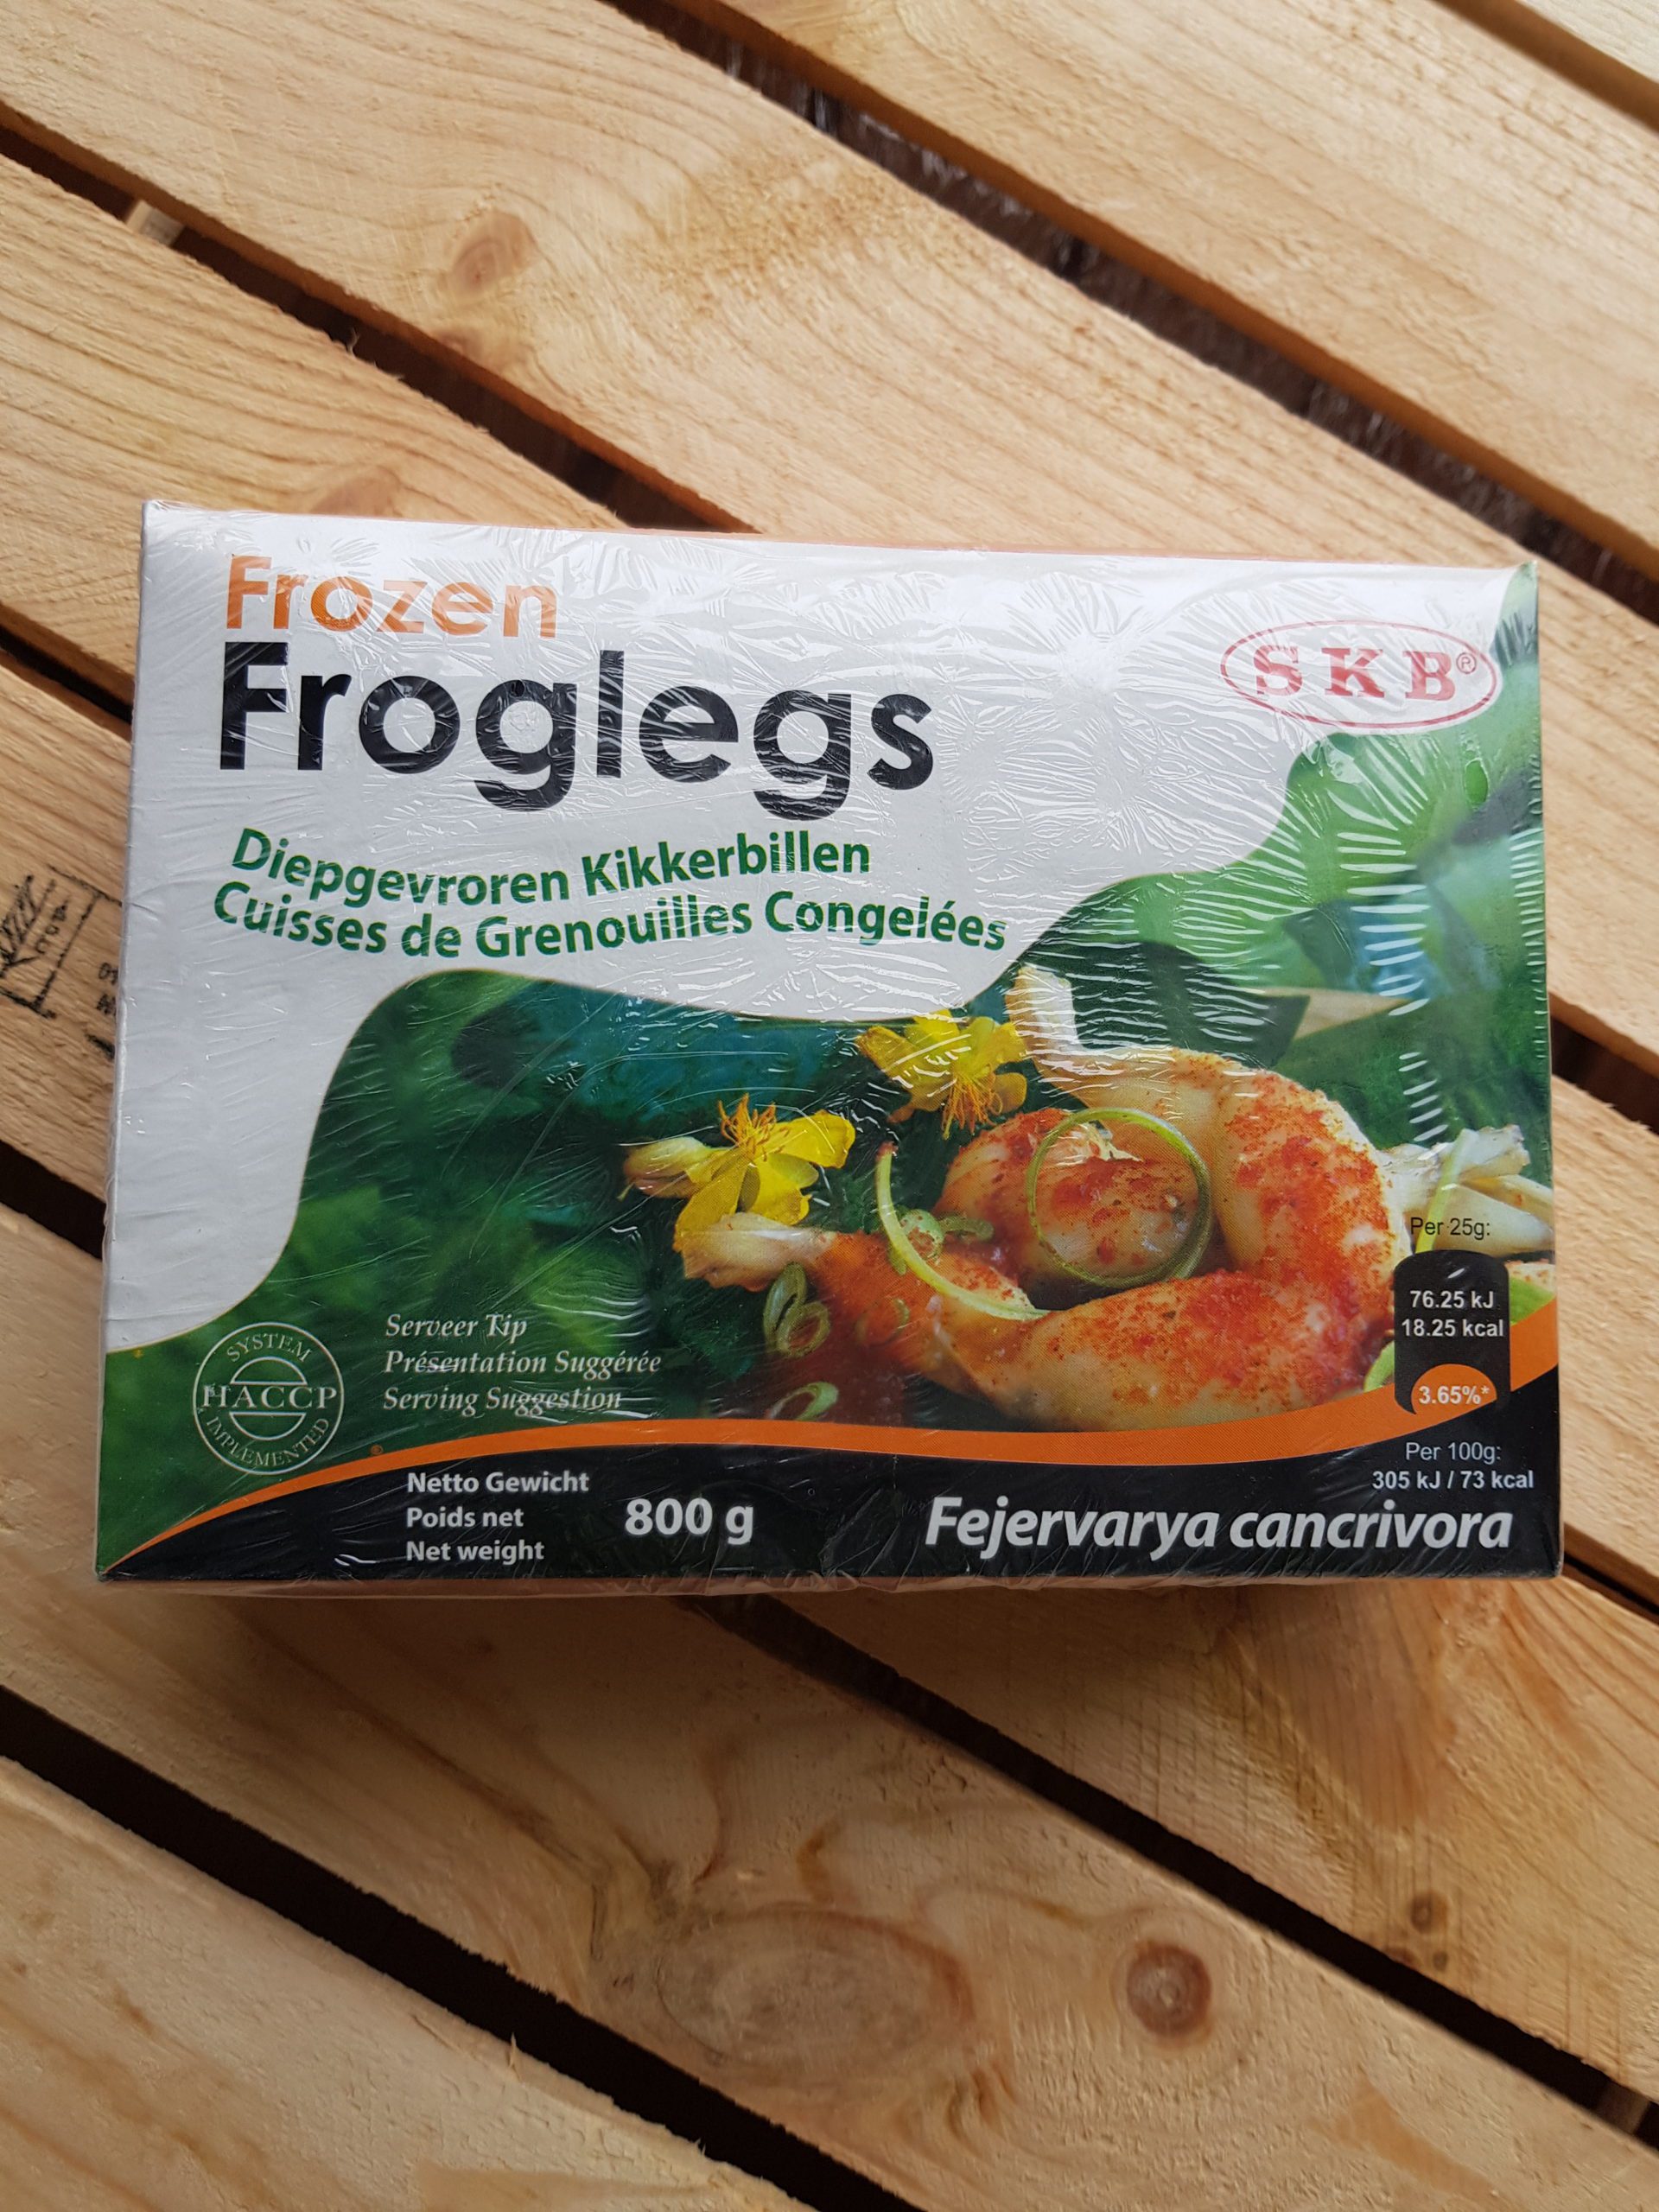 Frozen
Froglegs
SKB®
Diepgevroren Kikkerbillen
Cuisses de Grenouilles Congelées
Serveer Tip
Présentation Suggérée
Serving Suggestion
SYSTEM
HACCP
IMPLEMENTED
Per 25g:
76.25 kJ
18.25 kcal
3.65%*
Per 100g:
305 kJ / 73 kcal
Netto Gewicht
Poids net
Net weight
800 g
Fejervarya cancrivora